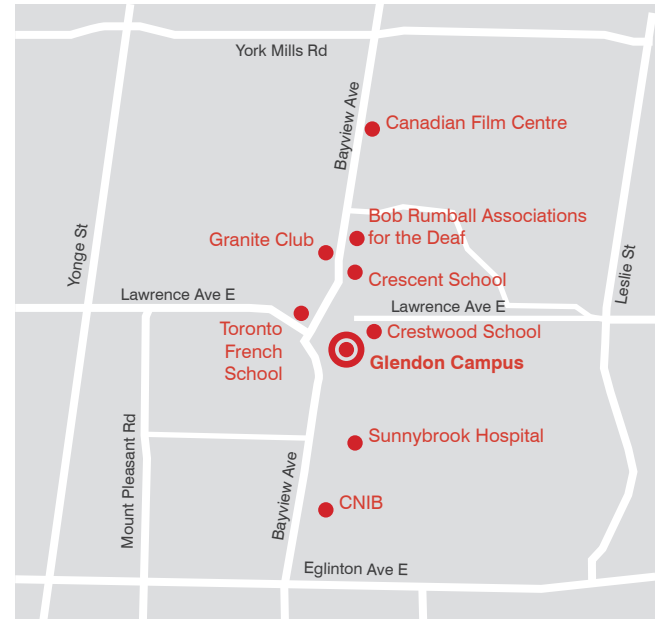 York Mills Rd
Bayview Ave
Canadian Film Centre
Bob Rumball Associations
for the Deaf
Granite Club
Yonge St
Leslie St
Crescent School
Lawrence Ave E
Lawrence Ave E
Toronto
French
School
Crestwood School
Glendon Campus
Mount Pleasant Rd
Sunnybrook Hospital
Bayview Ave
CNIB
Eglinton Ave E